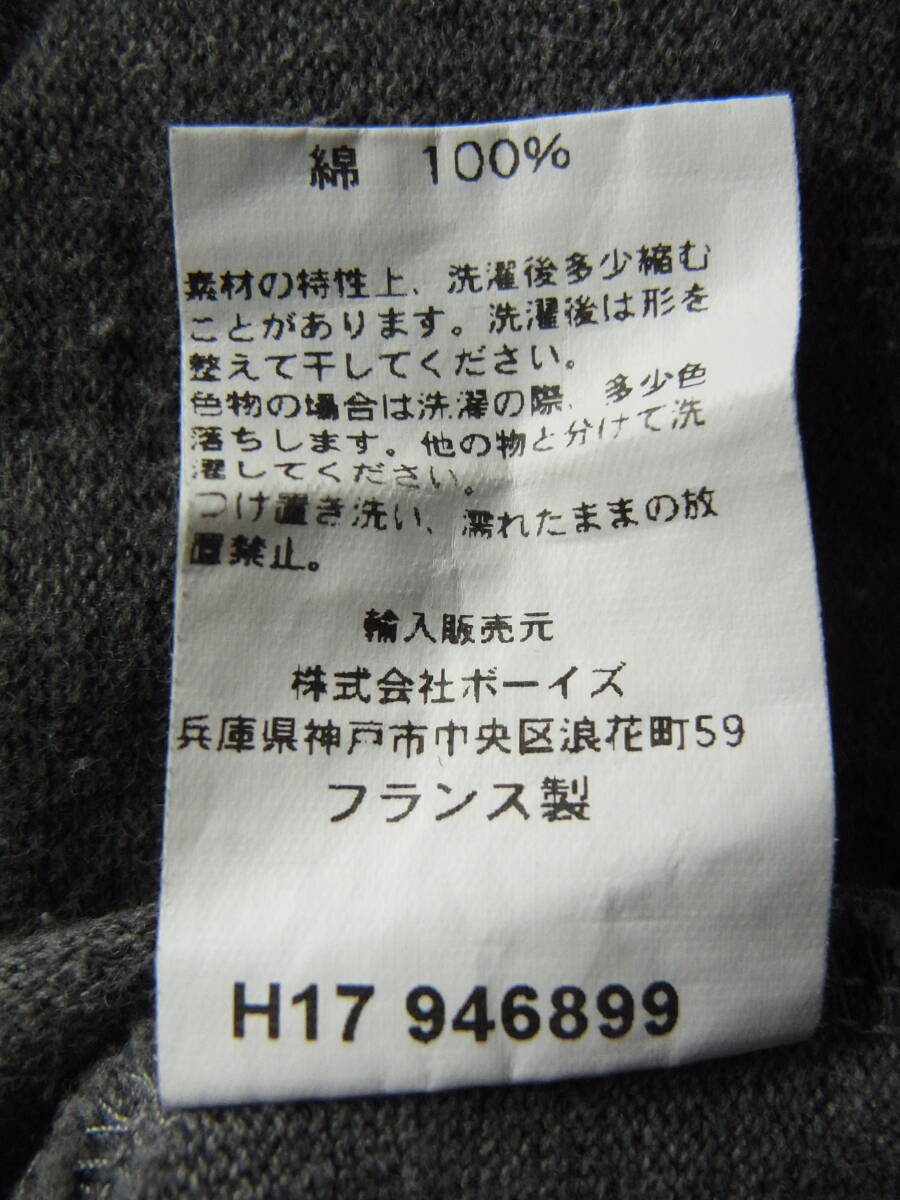 綿 100%
素材の特性上、洗濯後多少縮む
ことがあります。洗濯後は形を
整えて干してください。
色物の場合は洗濯の際、多少色
落ちします。他の物と分けて洗
濯してください。
つけ置き洗い、濡れたままの放
置禁止。
輸入販売元
株式会社ボーイズ
兵庫県神戸市中央区浪花町59
フランス製
H17 946899